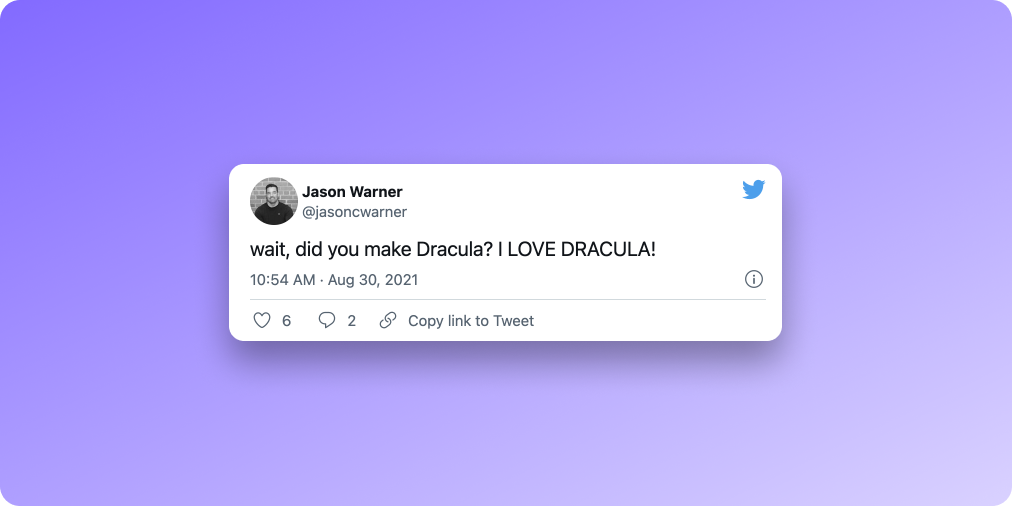 Jason Warner
@jasoncwarner
wait, did you make Dracula? I LOVE DRACULA!
10:54 AM · Aug 30, 2021
6 2 Copy link to Tweet